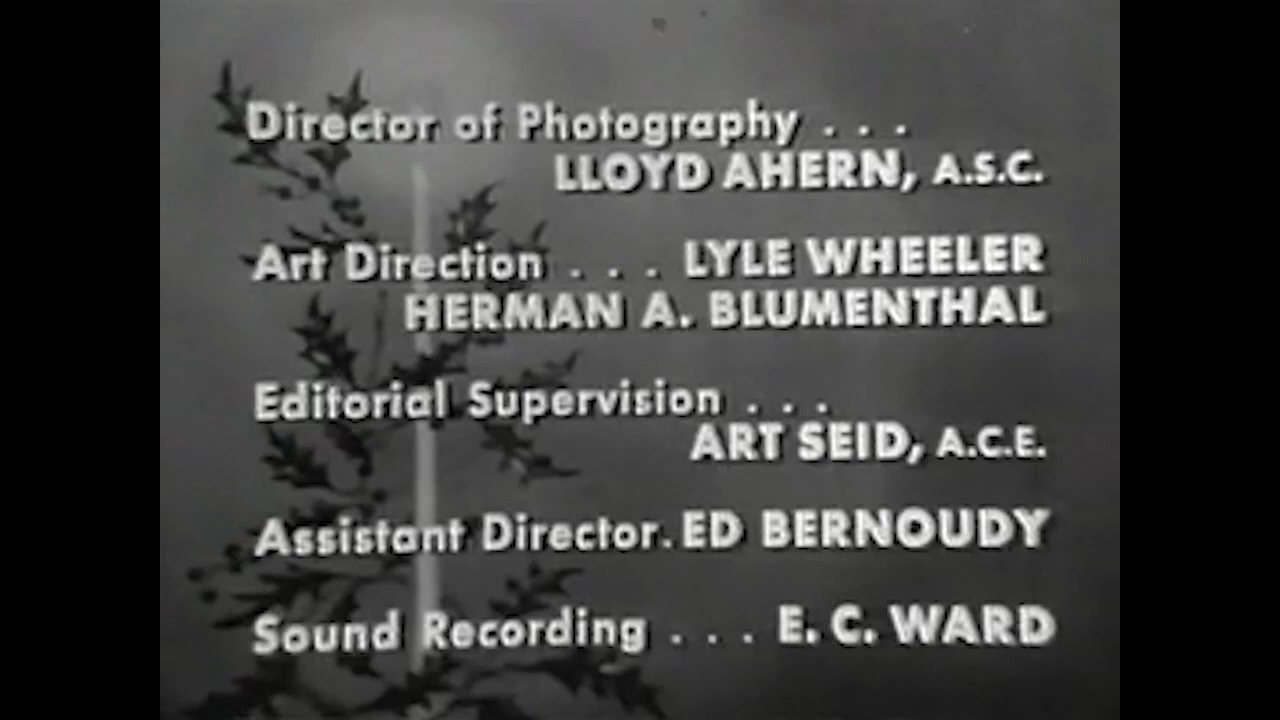 Director of Photography . . .
LLOYD AHERN, A.S.C.
Art Direction . . . LYLE WHEELER
HERMAN A. BLUMENTHAL
Editorial Supervision . . .
ART SEID, A.C.E.
Assistant Director. ED BERNOUDY
Sound Recording . . . E. C. WARD